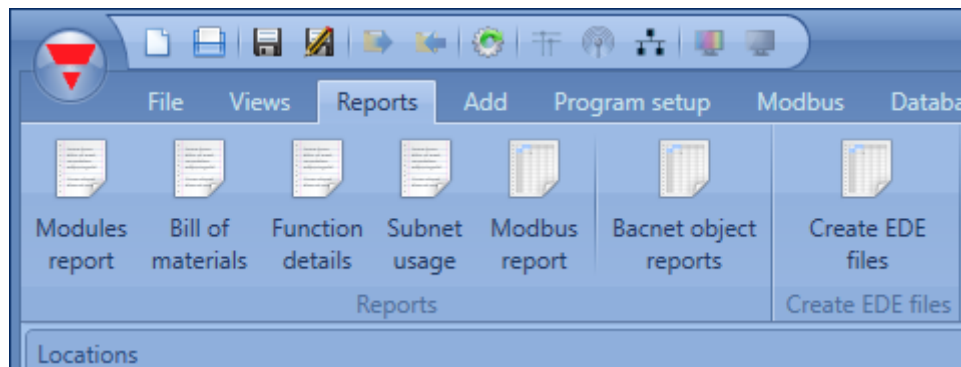 File Views Reports Add Program setup Modbus Databa
Modules Bill of Function Subnet Modbus Bacnet object Create EDE
report materials details usage report reports files
Reports Create EDE files
Locations